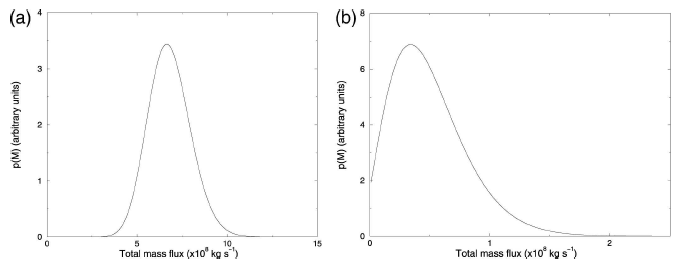 (a)
4
3
2
1
0
p(M) (arbitrary units)
0 5 10 15
Total mass flux (x10⁸ kg s⁻¹)
(b)
8
6
4
2
0
p(M) (arbitrary units)
0 1 2
Total mass flux (x10⁸ kg s⁻¹)